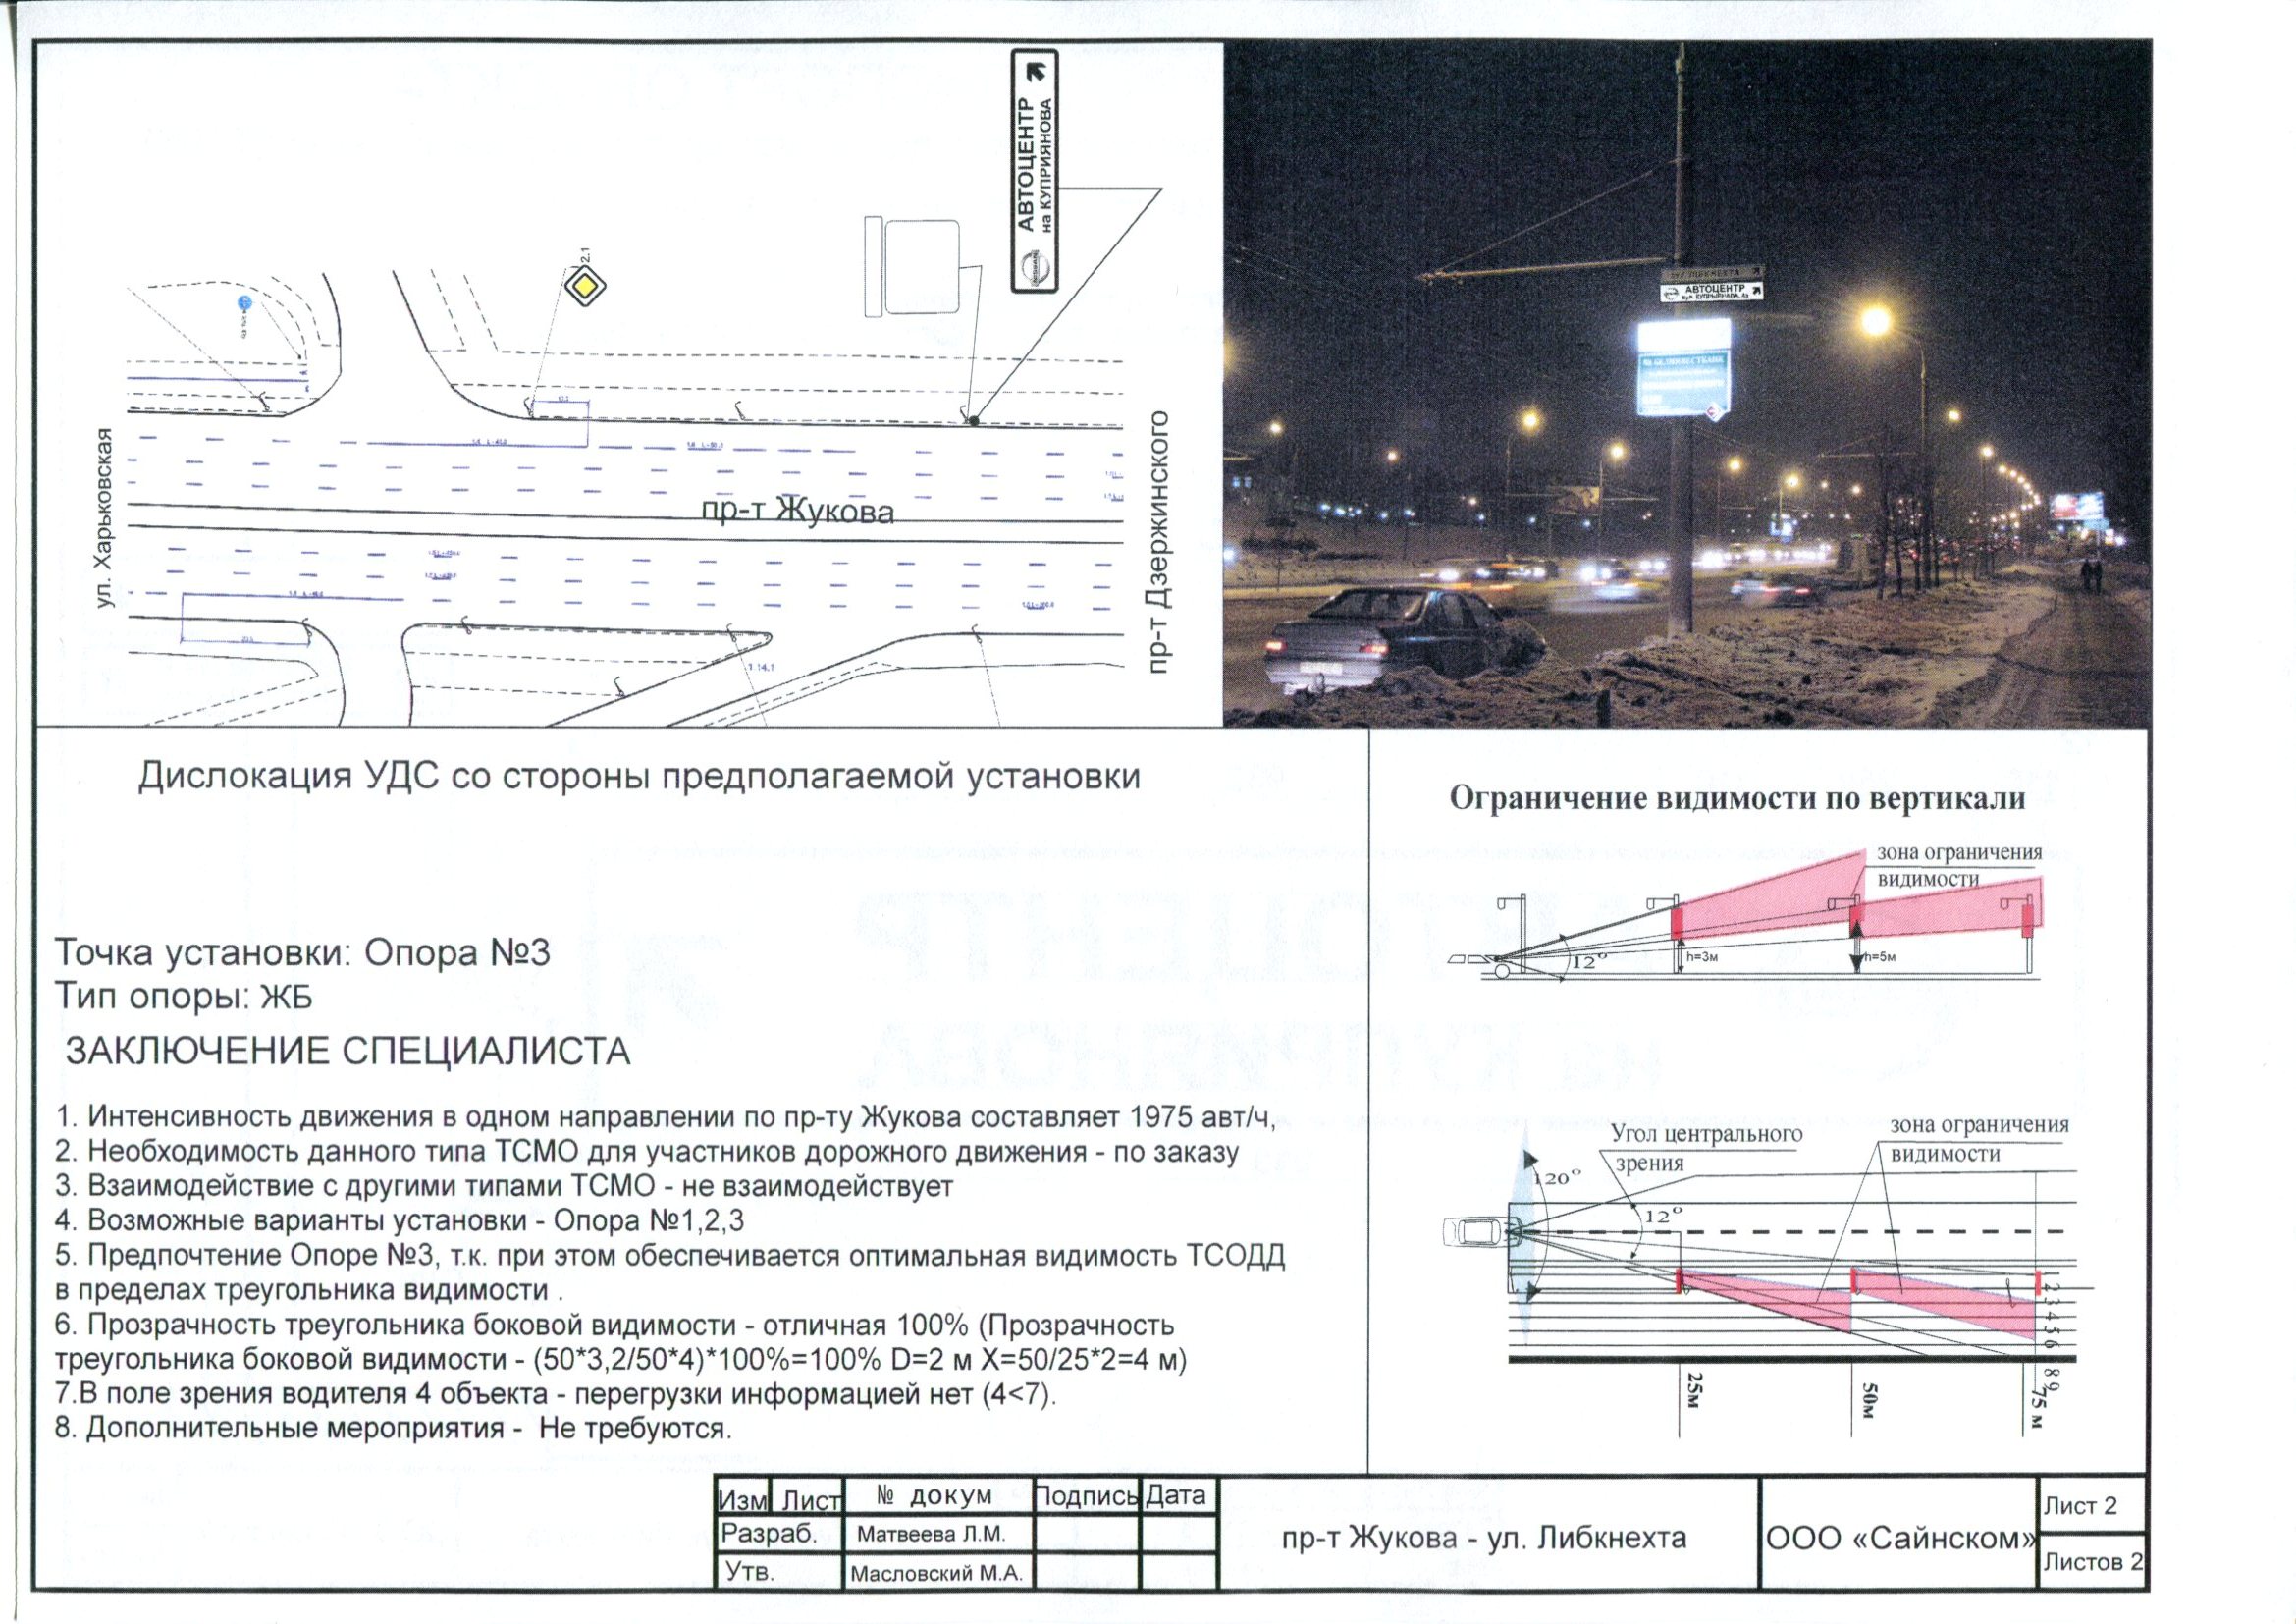 АВТОЦЕНТР
на КУПРИЯНОВА
NISSAN
2.1
ул. Харьковская
пр-т Жукова
пр-т Дзержинского
1.14.1
ул. ЛИБКНЕХТА
АВТОЦЕНТР
БЕЛИНВЕСТБАНК
Дислокация УДС со стороны предполагаемой установки
Точка установки: Опора №3
Тип опоры: ЖБ
ЗАКЛЮЧЕНИЕ СПЕЦИАЛИСТА
1. Интенсивность движения в одном направлении по пр-ту Жукова составляет 1975 авт/ч,
2. Необходимость данного типа ТСМО для участников дорожного движения - по заказу
3. Взаимодействие с другими типами ТСМО - не взаимодействует
4. Возможные варианты установки - Опора №1,2,3
5. Предпочтение Опоре №3, т.к. при этом обеспечивается оптимальная видимость ТСОДД
в пределах треугольника видимости .
6. Прозрачность треугольника боковой видимости - отличная 100% (Прозрачность
треугольника боковой видимости - (50*3,2/50*4)*100%=100% D=2 м X=50/25*2=4 м)
7.В поле зрения водителя 4 объекта - перегрузки информацией нет (4<7).
8. Дополнительные мероприятия - Не требуются.
Ограничение видимости по вертикали
зона ограничения
видимости
12°
h=3м
h=5м
Угол центрального
зрения
зона ограничения
видимости
120°
12°
1 2 3 4 5 6 8 9
25м
50м
75 м
Изм Лист № докум Подпись Дата
Разраб. Матвеева Л.М.
Утв. Масловский М.А.
пр-т Жукова - ул. Либкнехта
ООО «Сайнском»
Лист 2
Листов 2